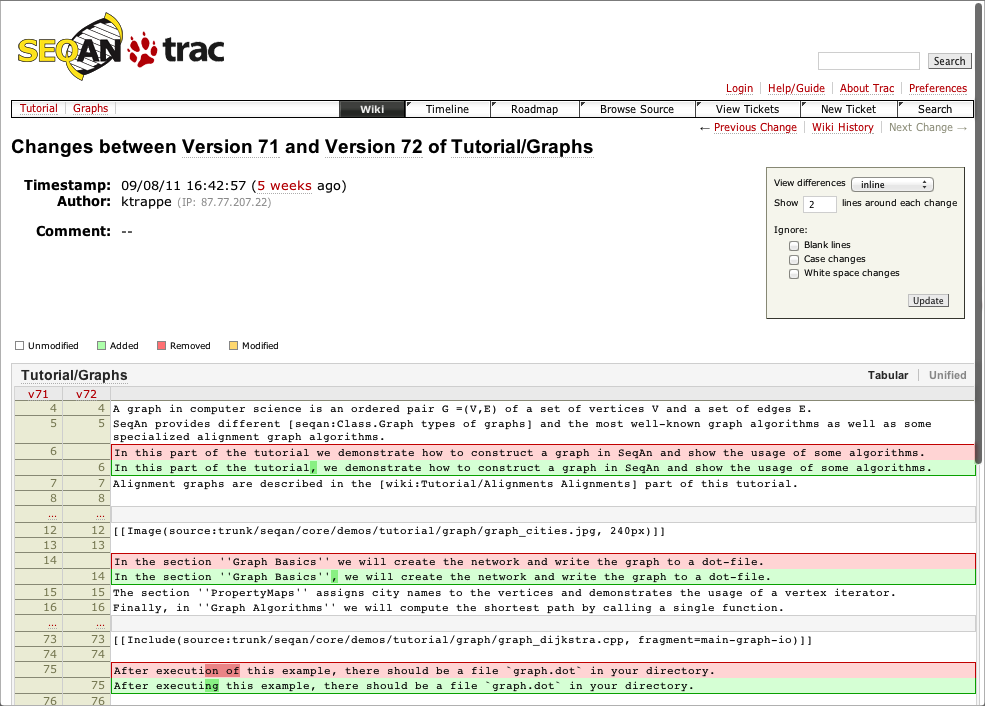 SEQAN trac
Search
Login Help/Guide About Trac Preferences
Tutorial Graphs Wiki Timeline Roadmap Browse Source View Tickets New Ticket Search
← Previous Change Wiki History Next Change →
Changes between Version 71 and Version 72 of Tutorial/Graphs
Timestamp: 09/08/11 16:42:57 (5 weeks ago)
Author: ktrappe (IP: 87.77.207.22)
Comment: --
View differences inline
Show 2 lines around each change
Ignore:
Blank lines
Case changes
White space changes
Update
Unmodified Added Removed Modified
Tutorial/Graphs Tabular Unified
v71 v72
4 4 A graph in computer science is an ordered pair G =(V,E) of a set of vertices V and a set of edges E.
5 5 SeqAn provides different [seqan:Class.Graph types of graphs] and the most well-known graph algorithms as well as some
specialized alignment graph algorithms.
6 In this part of the tutorial we demonstrate how to construct a graph in SeqAn and show the usage of some algorithms.
6 In this part of the tutorial, we demonstrate how to construct a graph in SeqAn and show the usage of some algorithms.
7 7 Alignment graphs are described in the [wiki:Tutorial/Alignments Alignments] part of this tutorial.
8 8
… …
12 12 [[Image(source:trunk/seqan/core/demos/tutorial/graph/graph_cities.jpg, 240px)]]
13 13
14 In the section ''Graph Basics'' we will create the network and write the graph to a dot-file.
14 In the section ''Graph Basics'', we will create the network and write the graph to a dot-file.
15 15 The section ''PropertyMaps'' assigns city names to the vertices and demonstrates the usage of a vertex iterator.
16 16 Finally, in ''Graph Algorithms'' we will compute the shortest path by calling a single function.
… …
73 73 [[Include(source:trunk/seqan/core/demos/tutorial/graph/graph_dijkstra.cpp, fragment=main-graph-io)]]
74 74
75 After execution of this example, there should be a file `graph.dot` in your directory.
75 After executing this example, there should be a file `graph.dot` in your directory.
76 76